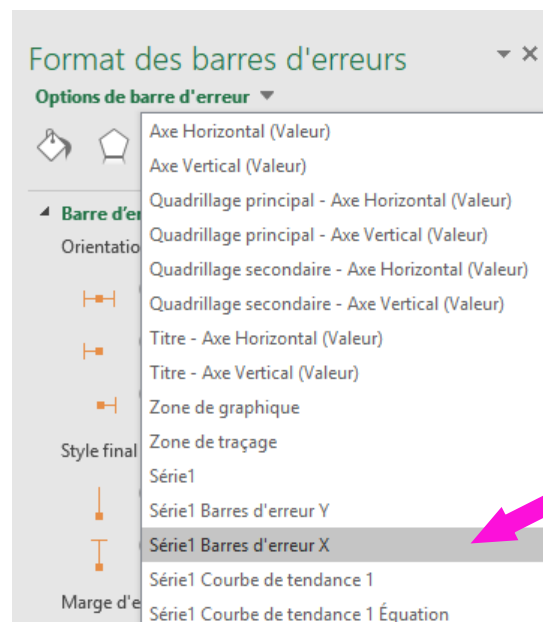 Format des barres d'erreurs
Options de barre d'erreur
Axe Horizontal (Valeur)
Axe Vertical (Valeur)
Quadrillage principal - Axe Horizontal (Valeur)
Quadrillage principal - Axe Vertical (Valeur)
Quadrillage secondaire - Axe Horizontal (Valeur)
Quadrillage secondaire - Axe Vertical (Valeur)
Titre - Axe Horizontal (Valeur)
Titre - Axe Vertical (Valeur)
Zone de graphique
Zone de traçage
Série1
Série1 Barres d'erreur Y
Série1 Barres d'erreur X
Série1 Courbe de tendance 1
Série1 Courbe de tendance 1 Équation
Barre d'er
Orientatio
Style final
Marge d'e